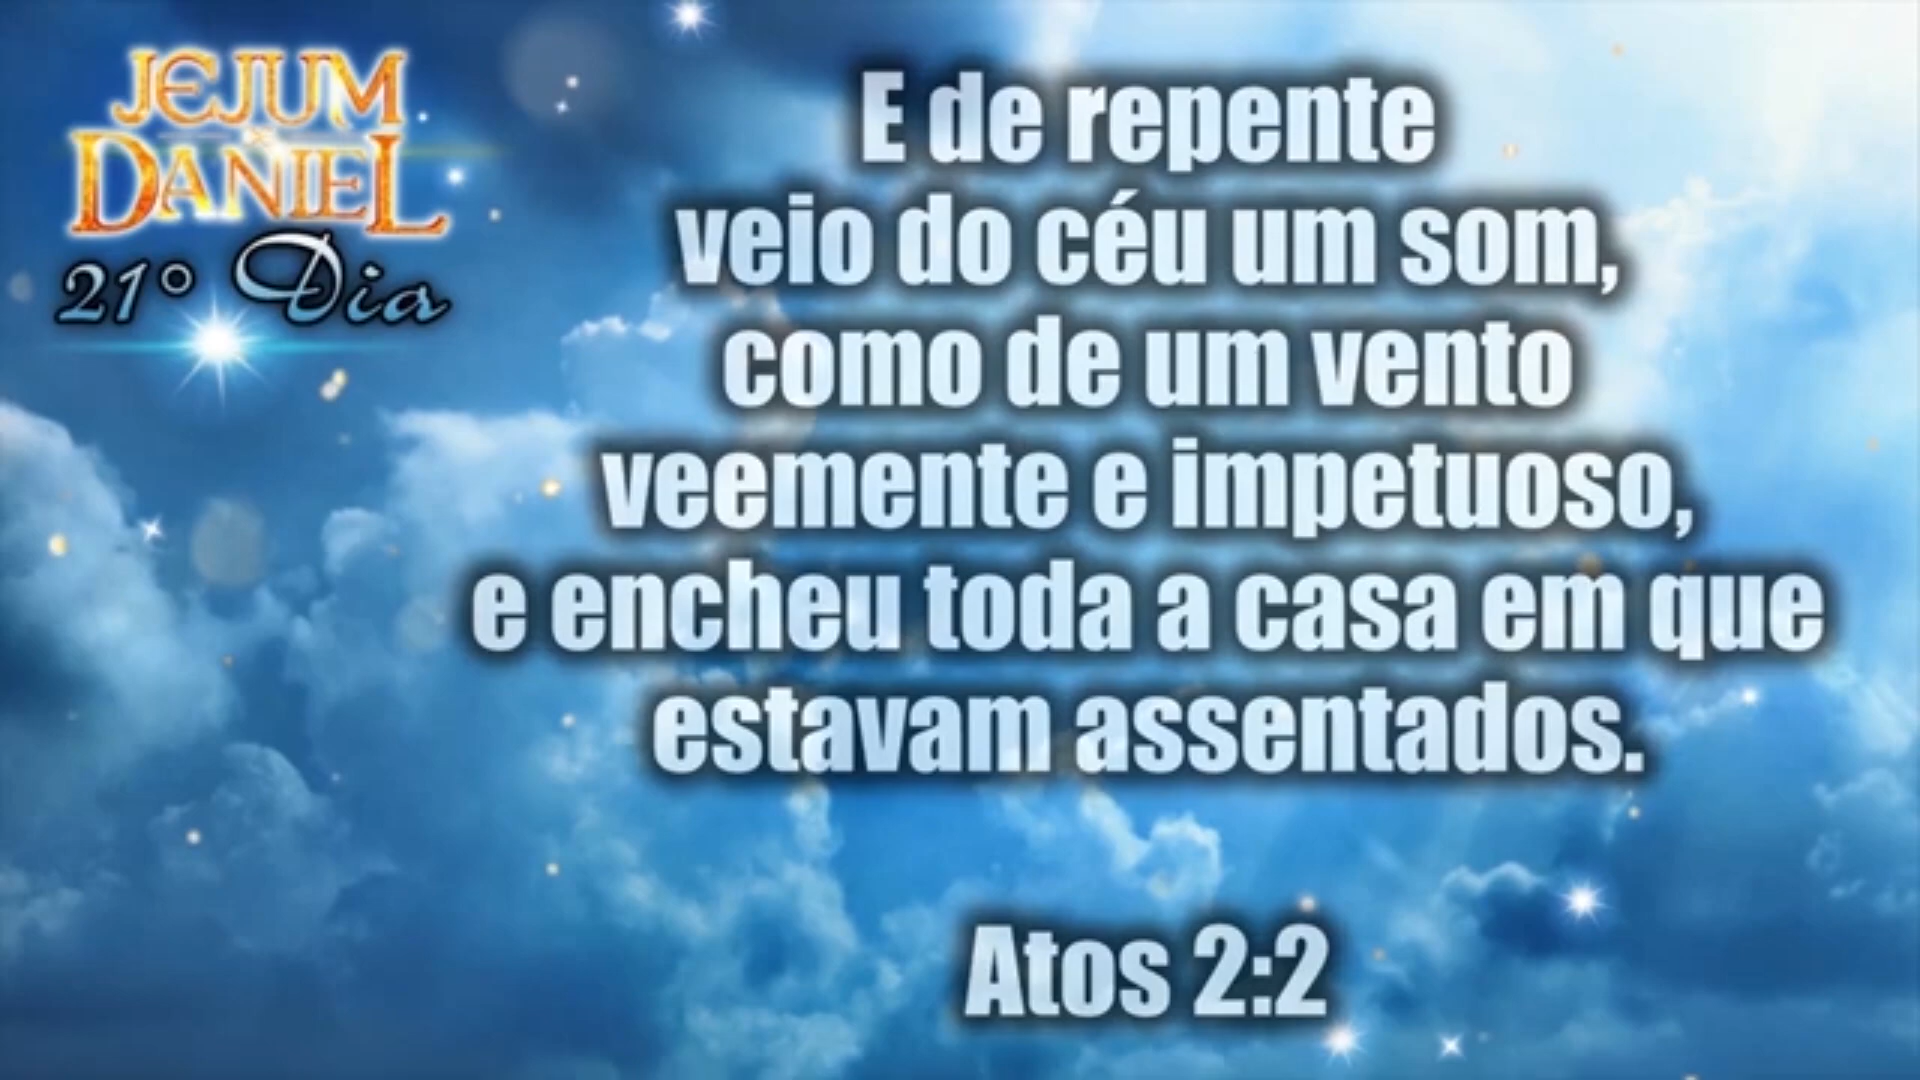 JEJUM
DE
DANIEL
21° Dia
E de repente
veio do céu um som,
como de um vento
veemente e impetuoso,
e encheu toda a casa em que
estavam assentados.
Atos 2:2